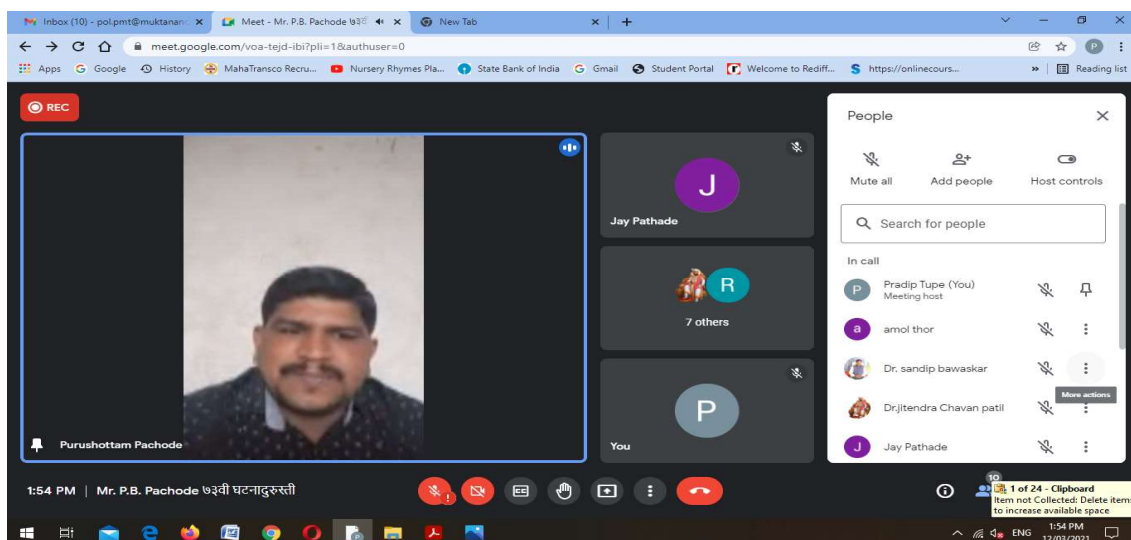 Inbox (10) - pol.pmt@muktanan
Meet - Mr. P.B. Pachode
New Tab
meet.google.com/voa-tejd-ibi?pli=1&authuser=0
P
Apps Google History MahaTransco Recru... Nursery Rhymes Pla... State Bank of India Gmail Student Portal Welcome to Rediff... https://onlinecours... » Reading list
REC
J
Jay Pathade
R
7 others
P
You
Purushottam Pachode
People
Mute all Add people Host controls
Search for people
In call
P Pradip Tupe (You)
Meeting host
a amol thor
Dr. sandip bawaskar
More actions
Dr.jitendra Chavan patil
J Jay Pathade
1:54 PM | Mr. P.B. Pachode ७३वी घटनादुरुस्ती
CC
10
1 of 24 - Clipboard
Item not Collected: Delete item
to increase available space
ENG
1:54 PM
12/03/2021